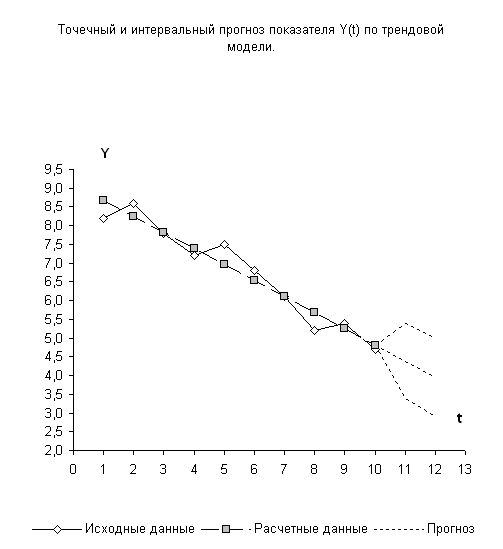 Точечный и интервальный прогноз показателя Y(t) по трендовой
модели.
Y
9,5
9,0
8,5
8,0
7,5
7,0
6,5
6,0
5,5
5,0
4,5
4,0
3,5
3,0
2,5
2,0
t
0 1 2 3 4 5 6 7 8 9 10 11 12 13
Исходные данные Расчетные данные Прогноз